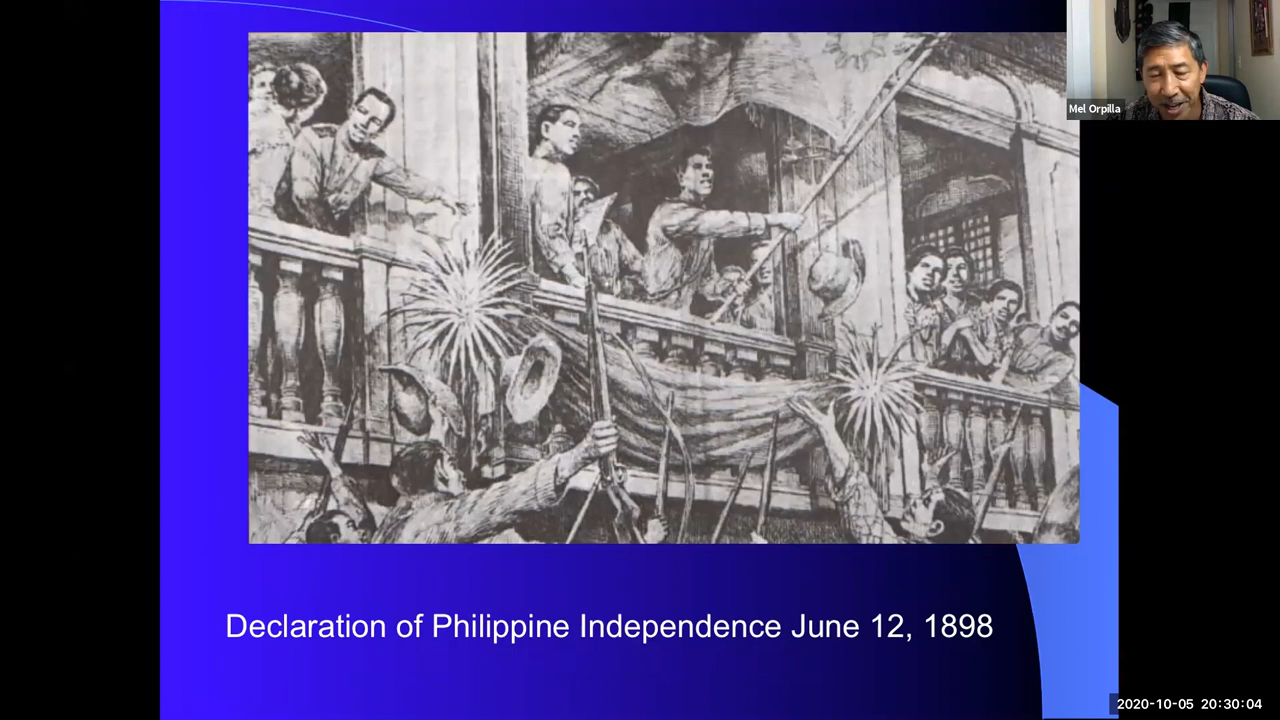 Mel Orpilla
Declaration of Philippine Independence June 12, 1898
2020-10-05 20:30:04